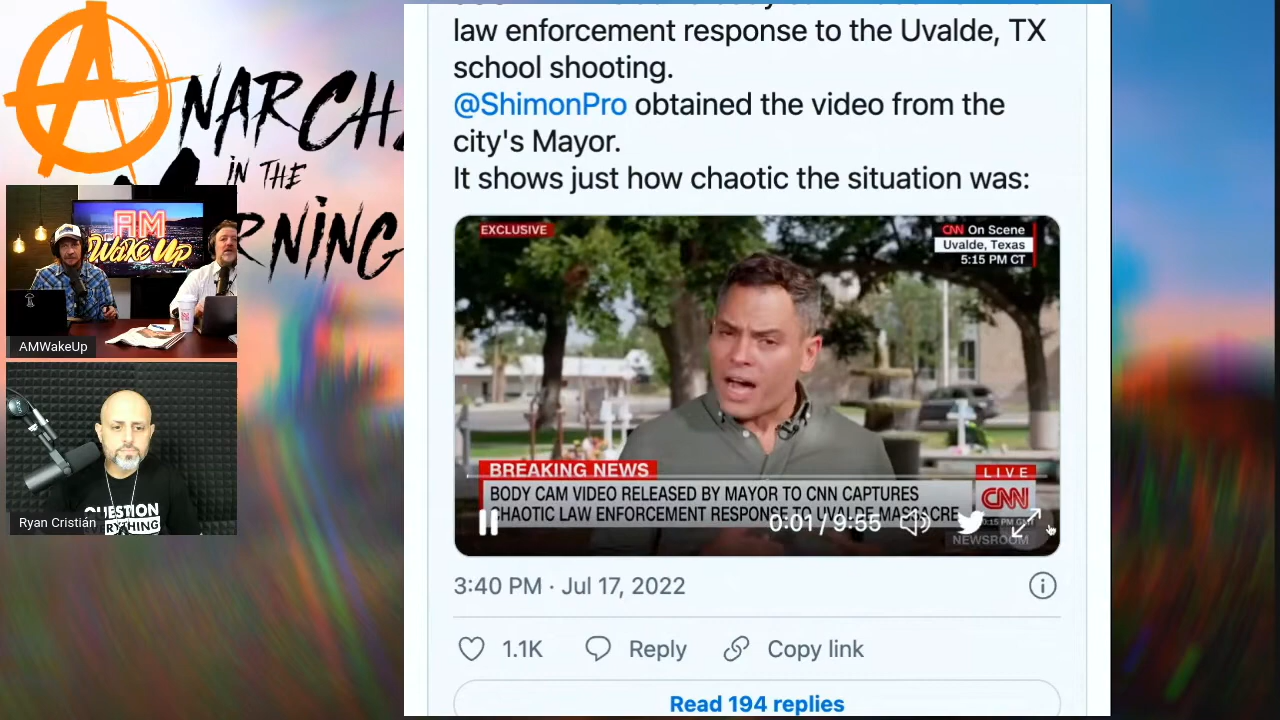 ANARCH
IN THE
RNING
AM
Wake Up
AMWakeUp
QUESTION
Ryan Cristián
law enforcement response to the Uvalde, TX
school shooting.
@ShimonPro obtained the video from the
city's Mayor.
It shows just how chaotic the situation was:
EXCLUSIVE
CNN On Scene
Uvalde, Texas
5:15 PM CT
BREAKING NEWS
BODY CAM VIDEO RELEASED BY MAYOR TO CNN CAPTURES
CHAOTIC LAW ENFORCEMENT RESPONSE TO UVALDE MASSACRE
LIVE
CNN
NEWSROOM
0:01 / 9:55
3:40 PM · Jul 17, 2022
1.1K
Reply
Copy link
Read 194 replies